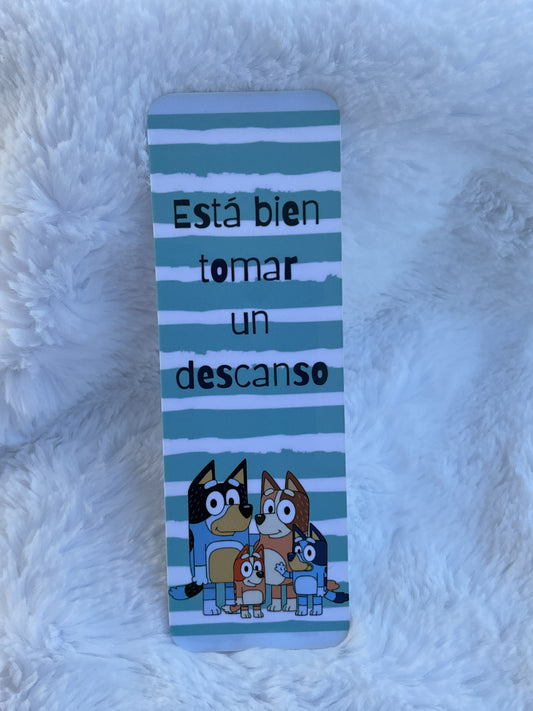 Está bien
tomar
un
descanso